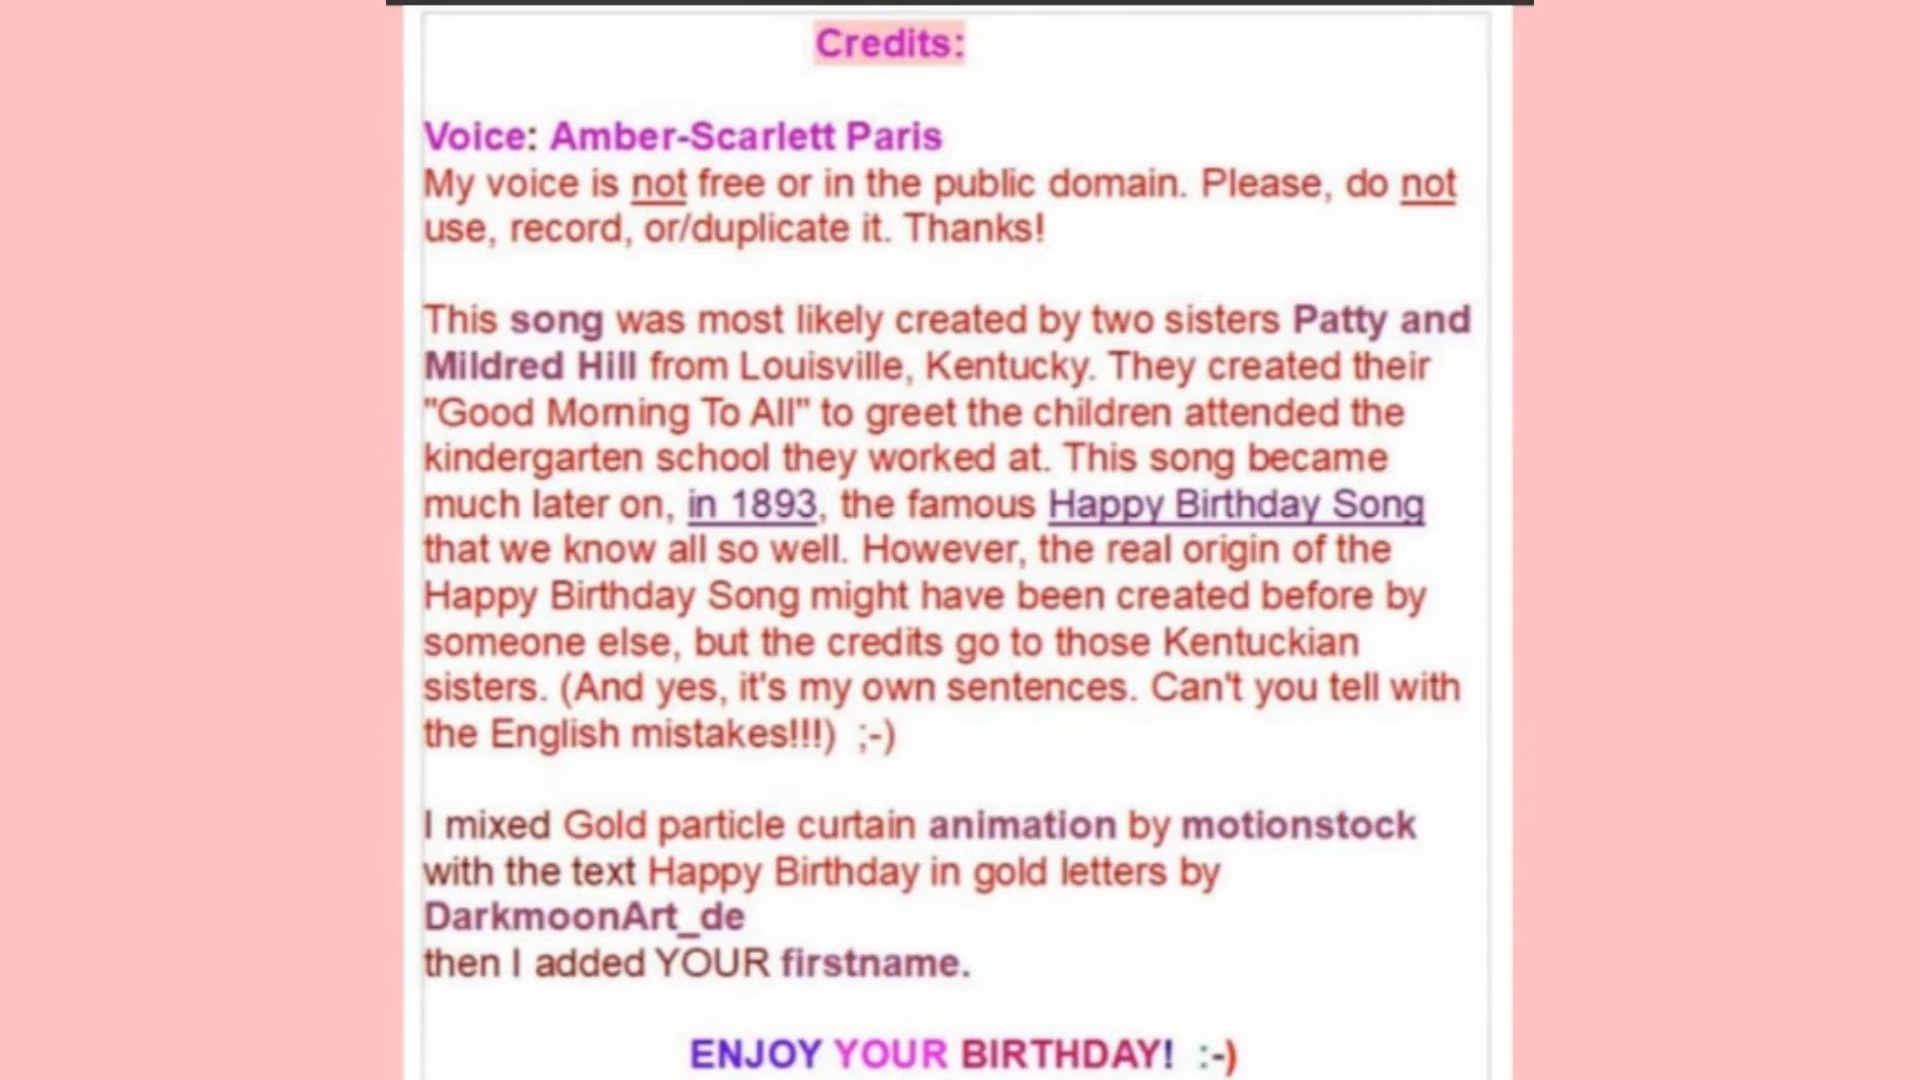 Credits:
Voice: Amber-Scarlett Paris
My voice is not free or in the public domain. Please, do not
use, record, or/duplicate it. Thanks!
This song was most likely created by two sisters Patty and
Mildred Hill from Louisville, Kentucky. They created their
"Good Morning To All" to greet the children attended the
kindergarten school they worked at. This song became
much later on, in 1893, the famous Happy Birthday Song
that we know all so well. However, the real origin of the
Happy Birthday Song might have been created before by
someone else, but the credits go to those Kentuckian
sisters. (And yes, it's my own sentences. Can't you tell with
the English mistakes!!!) ;-)
I mixed Gold particle curtain animation by motionstock
with the text Happy Birthday in gold letters by
DarkmoonArt_de
then I added YOUR firstname.
ENJOY YOUR BIRTHDAY! :-)